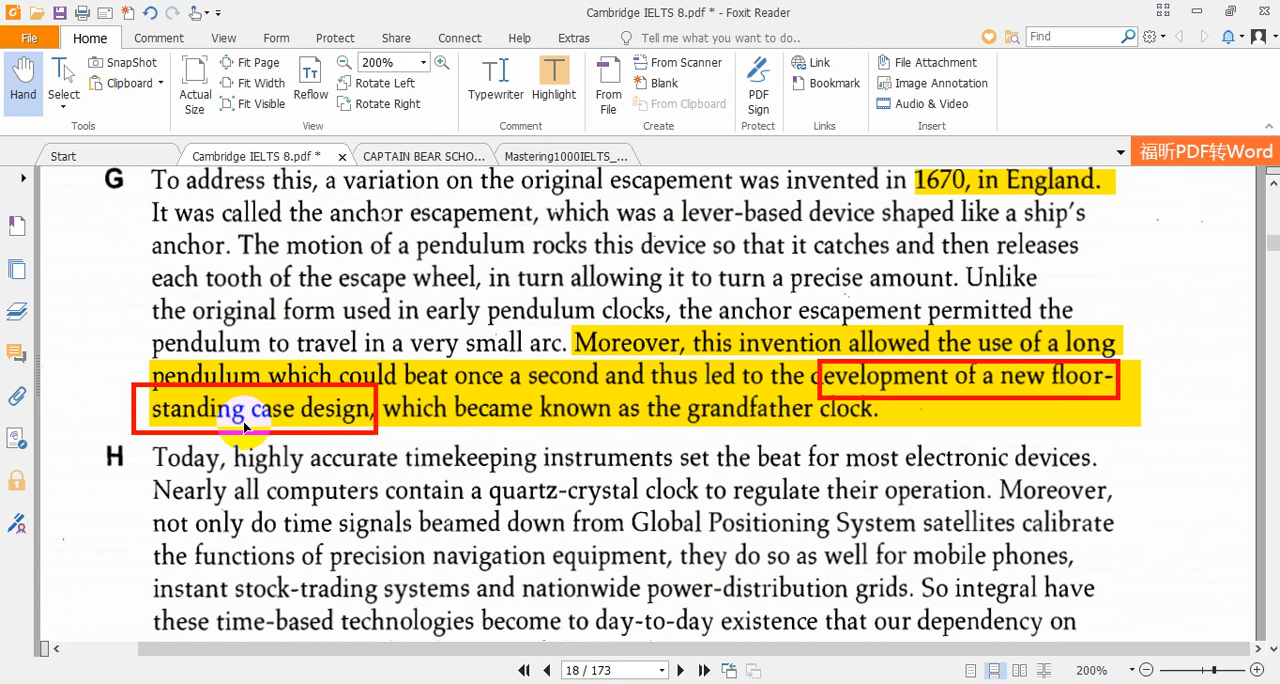 Cambridge IELTS 8.pdf * - Foxit Reader
File Home Comment View Form Protect Share Connect Help Extras Tell me what you want to do.. Find
Hand
Select
SnapShot
Clipboard
Tools
Actual Size
Fit Page
Fit Width
Fit Visible
Reflow
200%
Rotate Left
Rotate Right
View
Typewriter
Highlight
Comment
From File
From Scanner
Blank
From Clipboard
Create
PDF Sign
Protect
Link
Bookmark
Links
File Attachment
Image Annotation
Audio & Video
Insert
Start
Cambridge IELTS 8.pdf *
CAPTAIN BEAR SCHO...
Mastering1000IELTS_...
福昕PDF转Word
G To address this, a variation on the original escapement was invented in 1670, in England.
It was called the anchor escapement, which was a lever-based device shaped like a ship's
anchor. The motion of a pendulum rocks this device so that it catches and then releases
each tooth of the escape wheel, in turn allowing it to turn a precise amount. Unlike
the original form used in early pendulum clocks, the anchor escapement permitted the
pendulum to travel in a very small arc. Moreover, this invention allowed the use of a long
pendulum which could beat once a second and thus led to the development of a new floor-
standing case design, which became known as the grandfather clock.
H Today, highly accurate timekeeping instruments set the beat for most electronic devices.
Nearly all computers contain a quartz-crystal clock to regulate their operation. Moreover,
not only do time signals beamed down from Global Positioning System satellites calibrate
the functions of precision navigation equipment, they do so as well for mobile phones,
instant stock-trading systems and nationwide power-distribution grids. So integral have
these time-based technologies become to day-to-day existence that our dependency on
18 / 173
200%